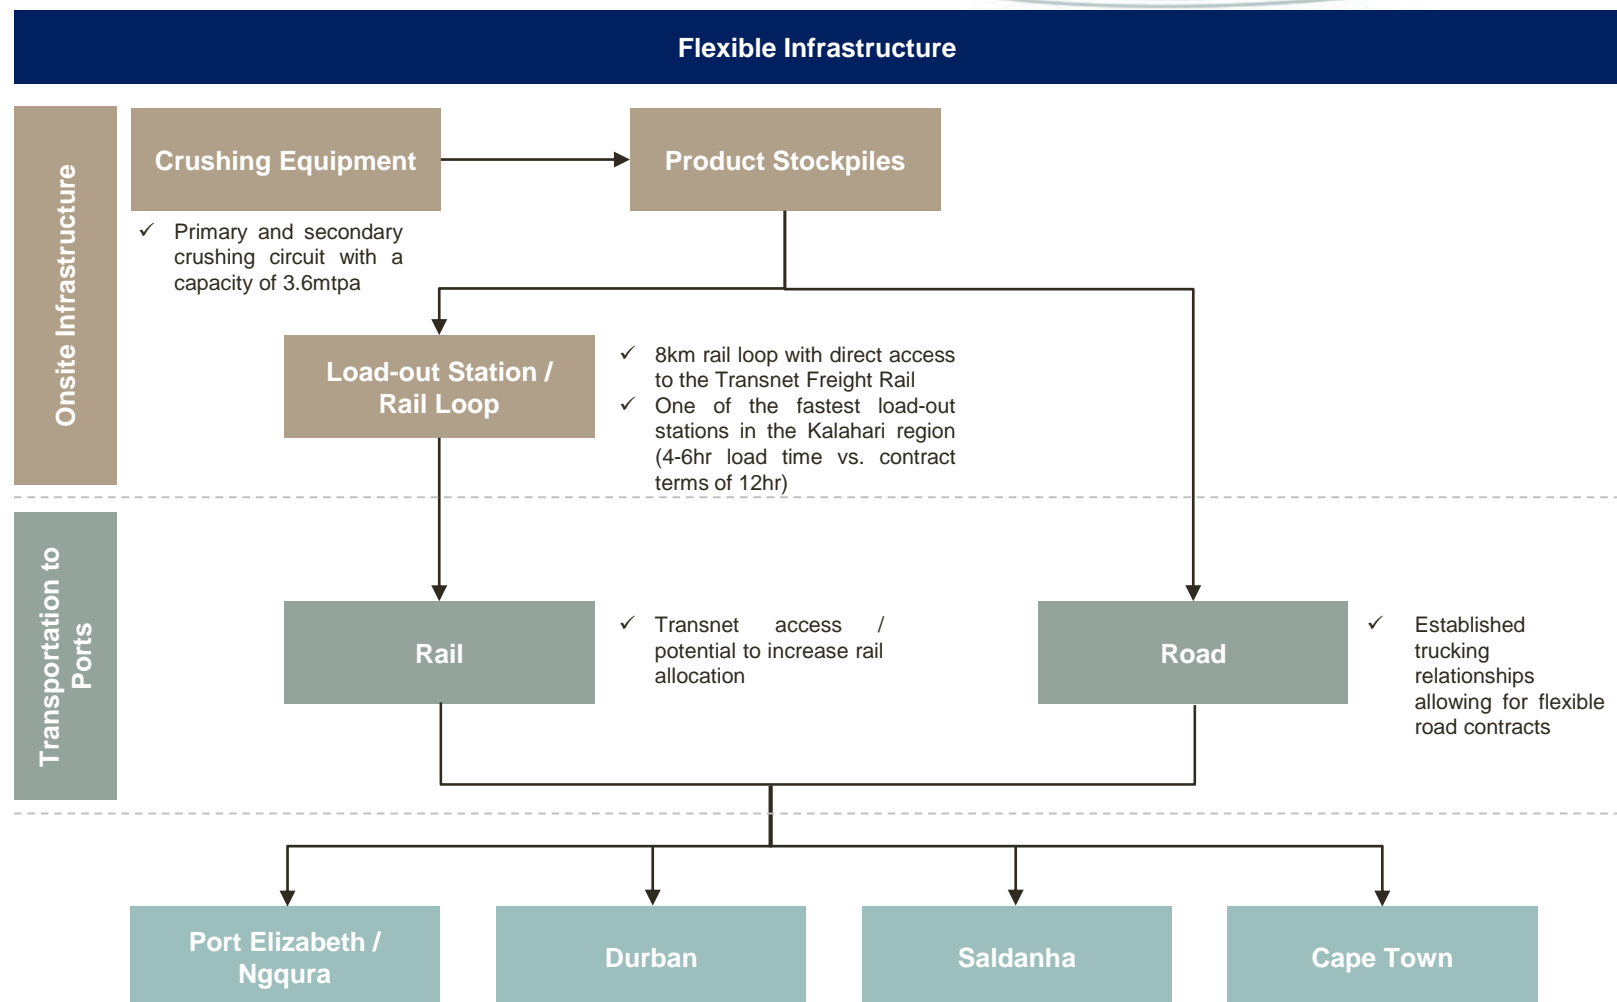 Flexible Infrastructure
Onsite Infrastructure
Crushing Equipment
Product Stockpiles
✓ Primary and secondary
crushing circuit with a
capacity of 3.6mtpa
Load-out Station /
Rail Loop
✓ 8km rail loop with direct access
to the Transnet Freight Rail
✓ One of the fastest load-out
stations in the Kalahari region
(4-6hr load time vs. contract
terms of 12hr)
Transportation to
Ports
Rail
✓ Transnet access /
potential to increase rail
allocation
Road
✓ Established
trucking
relationships
allowing for flexible
road contracts
Port Elizabeth /
Ngqura
Durban
Saldanha
Cape Town